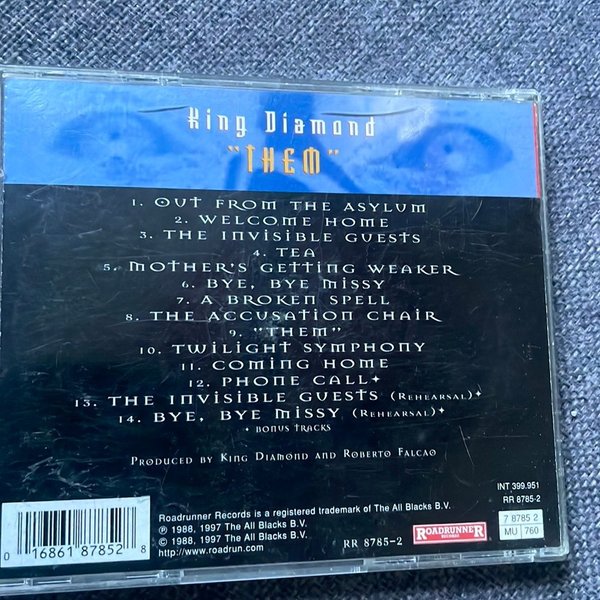 King Diamond
"THEM"
1. OUT FROM THE ASYLUM
2. WELCOME HOME
3. THE INVISIBLE GUESTS
4. TEA
5. MOTHER'S GETTING WEAKER
6. BYE, BYE MISSY
7. A BROKEN SPELL
8. THE ACCUSATION CHAIR
9. "THEM"
10. TWILIGHT SYMPHONY
11. COMING HOME
12. PHONE CALL✦
13. THE INVISIBLE GUESTS (REHEARSAL)✦
14. BYE, BYE MISSY (REHEARSAL)✦
✦ BONUS TRACKS
PRODUCED BY KING DIAMOND AND ROBERTO FALCAO
INT 399.951
RR 8785-2
Roadrunner Records is a registered trademark of The All Blacks B.V.
℗ 1988, 1997 The All Blacks B.V.
© 1988, 1997 The All Blacks B.V.
http://www.roadrun.com
RR 8785-2
ROADRUNNER
RECORDS
7 8785 2
MU 760
0 16861 87852 8